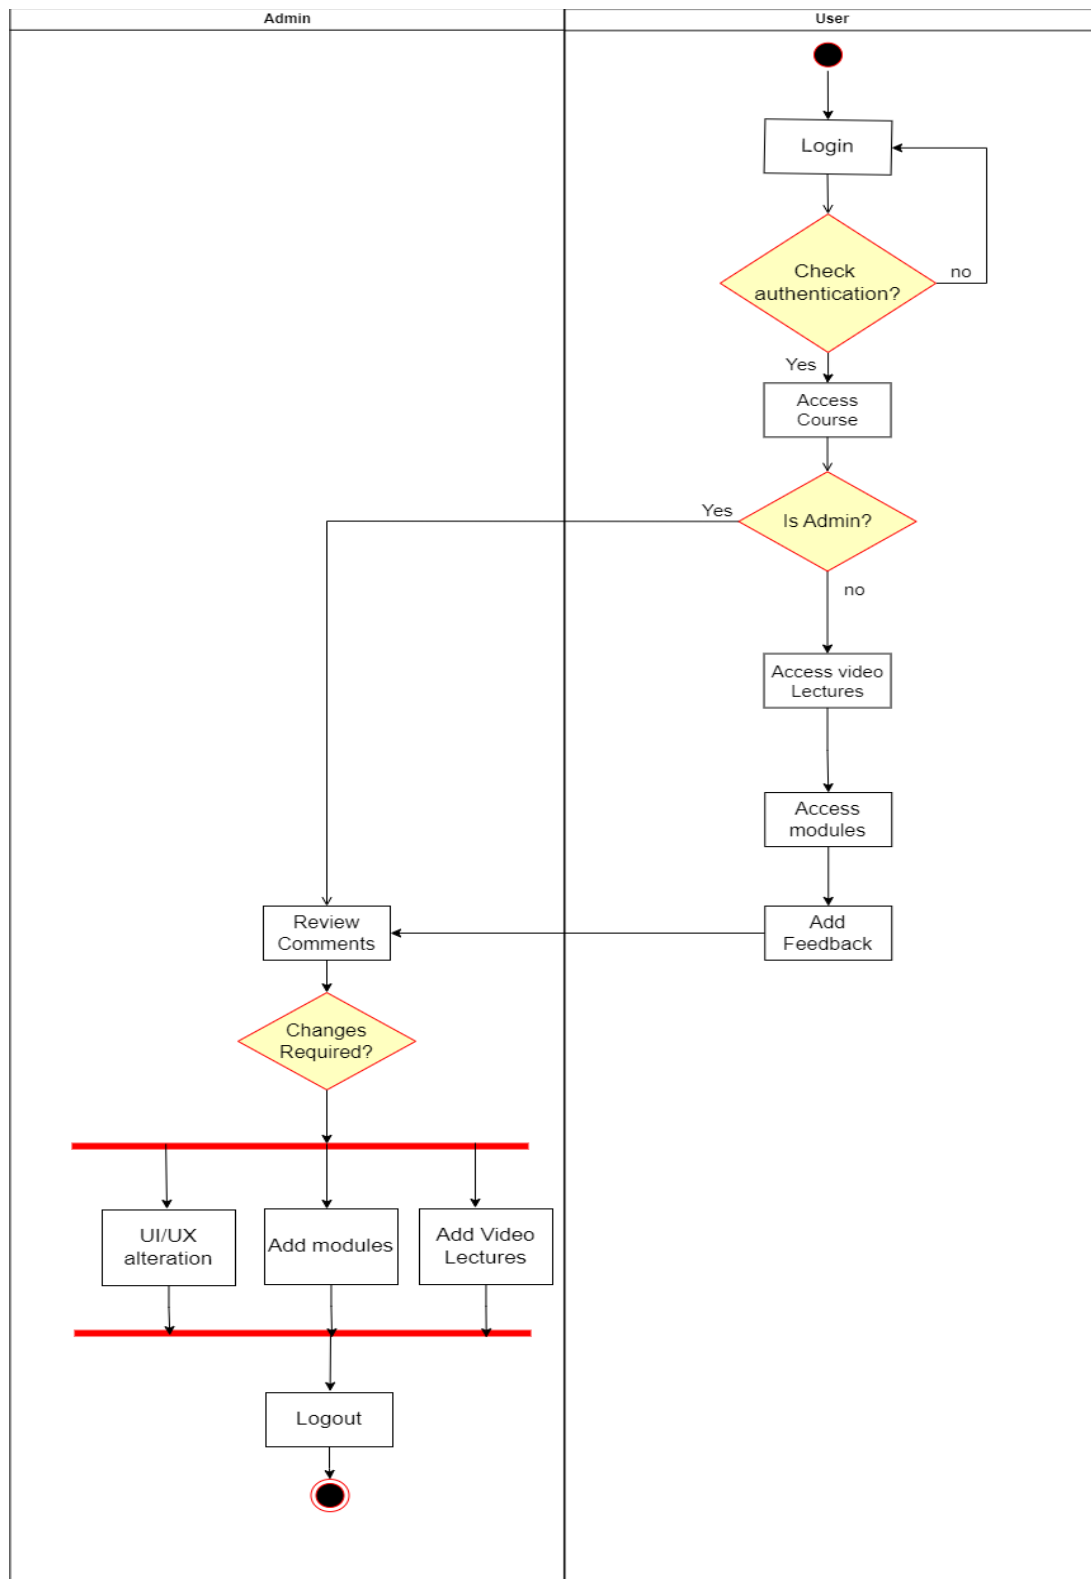 Admin
User
Login
Check
authentication?
no
Yes
Access
Course
Yes
Is Admin?
no
Access video
Lectures
Access
modules
Review
Comments
Add
Feedback
Changes
Required?
UI/UX
alteration
Add modules
Add Video
Lectures
Logout